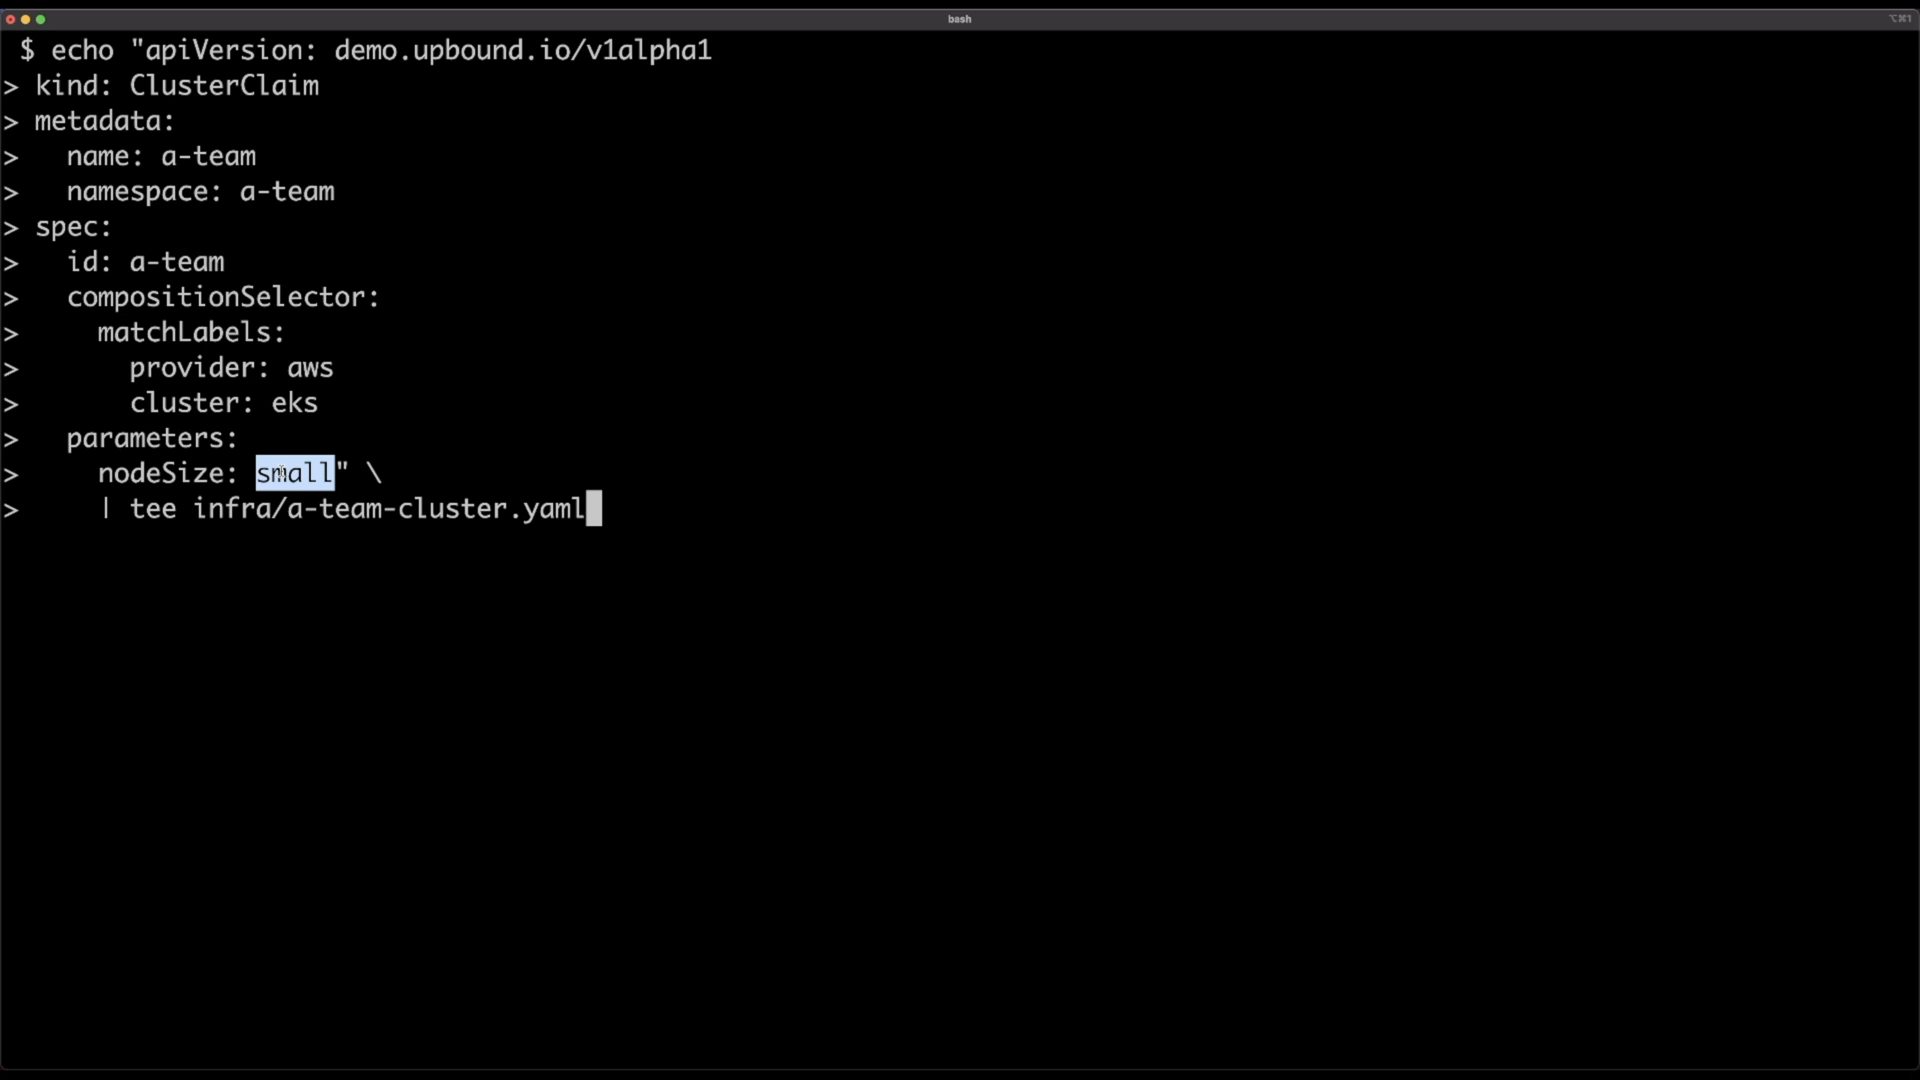 bash
⌥⌘1
$ echo "apiVersion: demo.upbound.io/v1alpha1
> kind: ClusterClaim
> metadata:
>   name: a-team
>   namespace: a-team
> spec:
>   id: a-team
>   compositionSelector:
>     matchLabels:
>       provider: aws
>       cluster: eks
>   parameters:
>     nodeSize: small" \
>     | tee infra/a-team-cluster.yaml